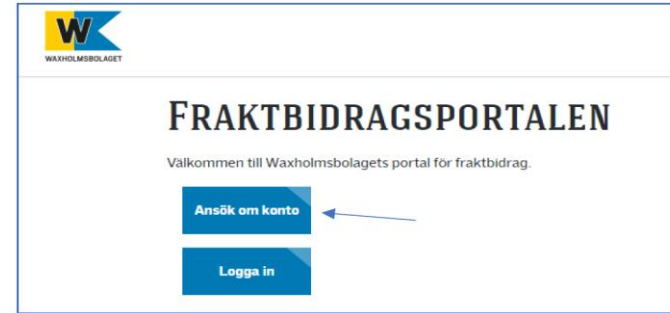 W
WAXHOLMSBOLAGET
FRAKTBIDRAGSPORTALEN
Välkommen till Waxholmsbolagets portal för fraktbidrag.
Ansök om konto
Logga in